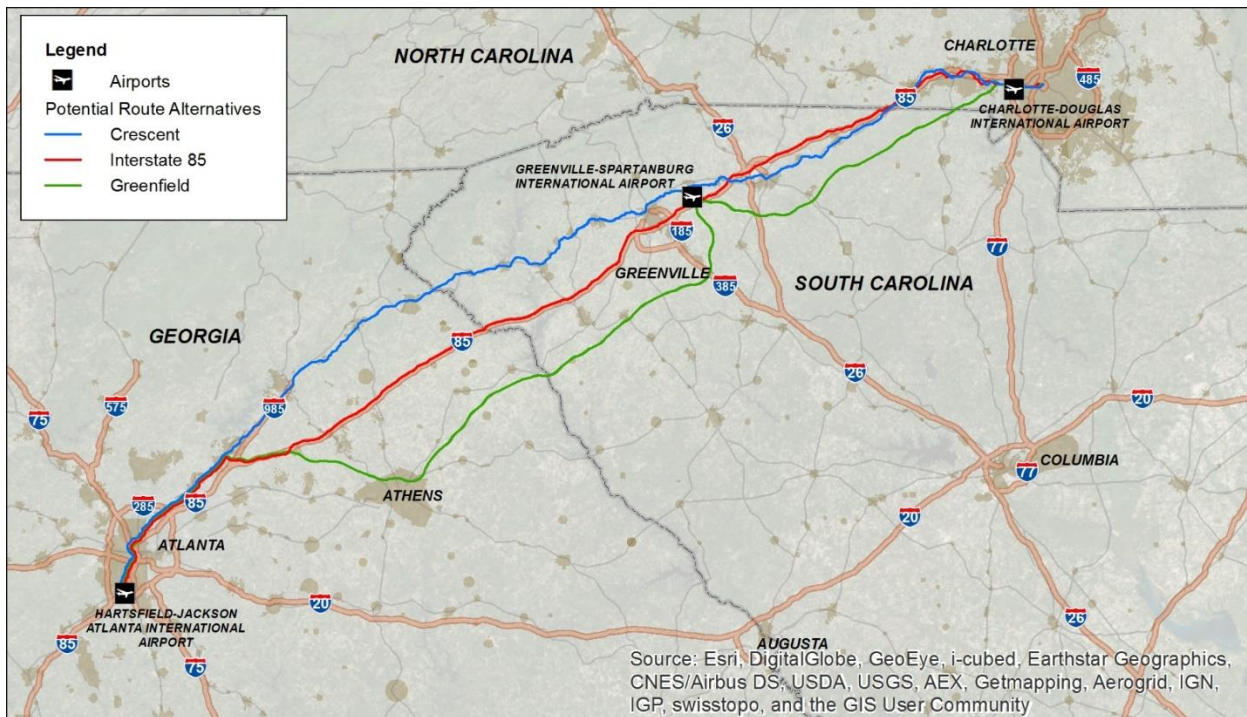 Legend
Airports
Potential Route Alternatives
Crescent
Interstate 85
Greenfield
NORTH CAROLINA
CHARLOTTE
485
85
CHARLOTTE-DOUGLAS
INTERNATIONAL AIRPORT
26
GREENVILLE-SPARTANBURG
INTERNATIONAL AIRPORT
185
77
GREENVILLE
385
SOUTH CAROLINA
GEORGIA
85
26
985
75
575
20
COLUMBIA
77
ATHENS
285
85
20
ATLANTA
HARTSFIELD-JACKSON
ATLANTA INTERNATIONAL
AIRPORT
20
26
85
75
AUGUSTA
Source: Esri, DigitalGlobe, GeoEye, i-cubed, Earthstar Geographics,
CNES/Airbus DS, USDA, USGS, AEX, Getmapping, Aerogrid, IGN,
IGP, swisstopo, and the GIS User Community